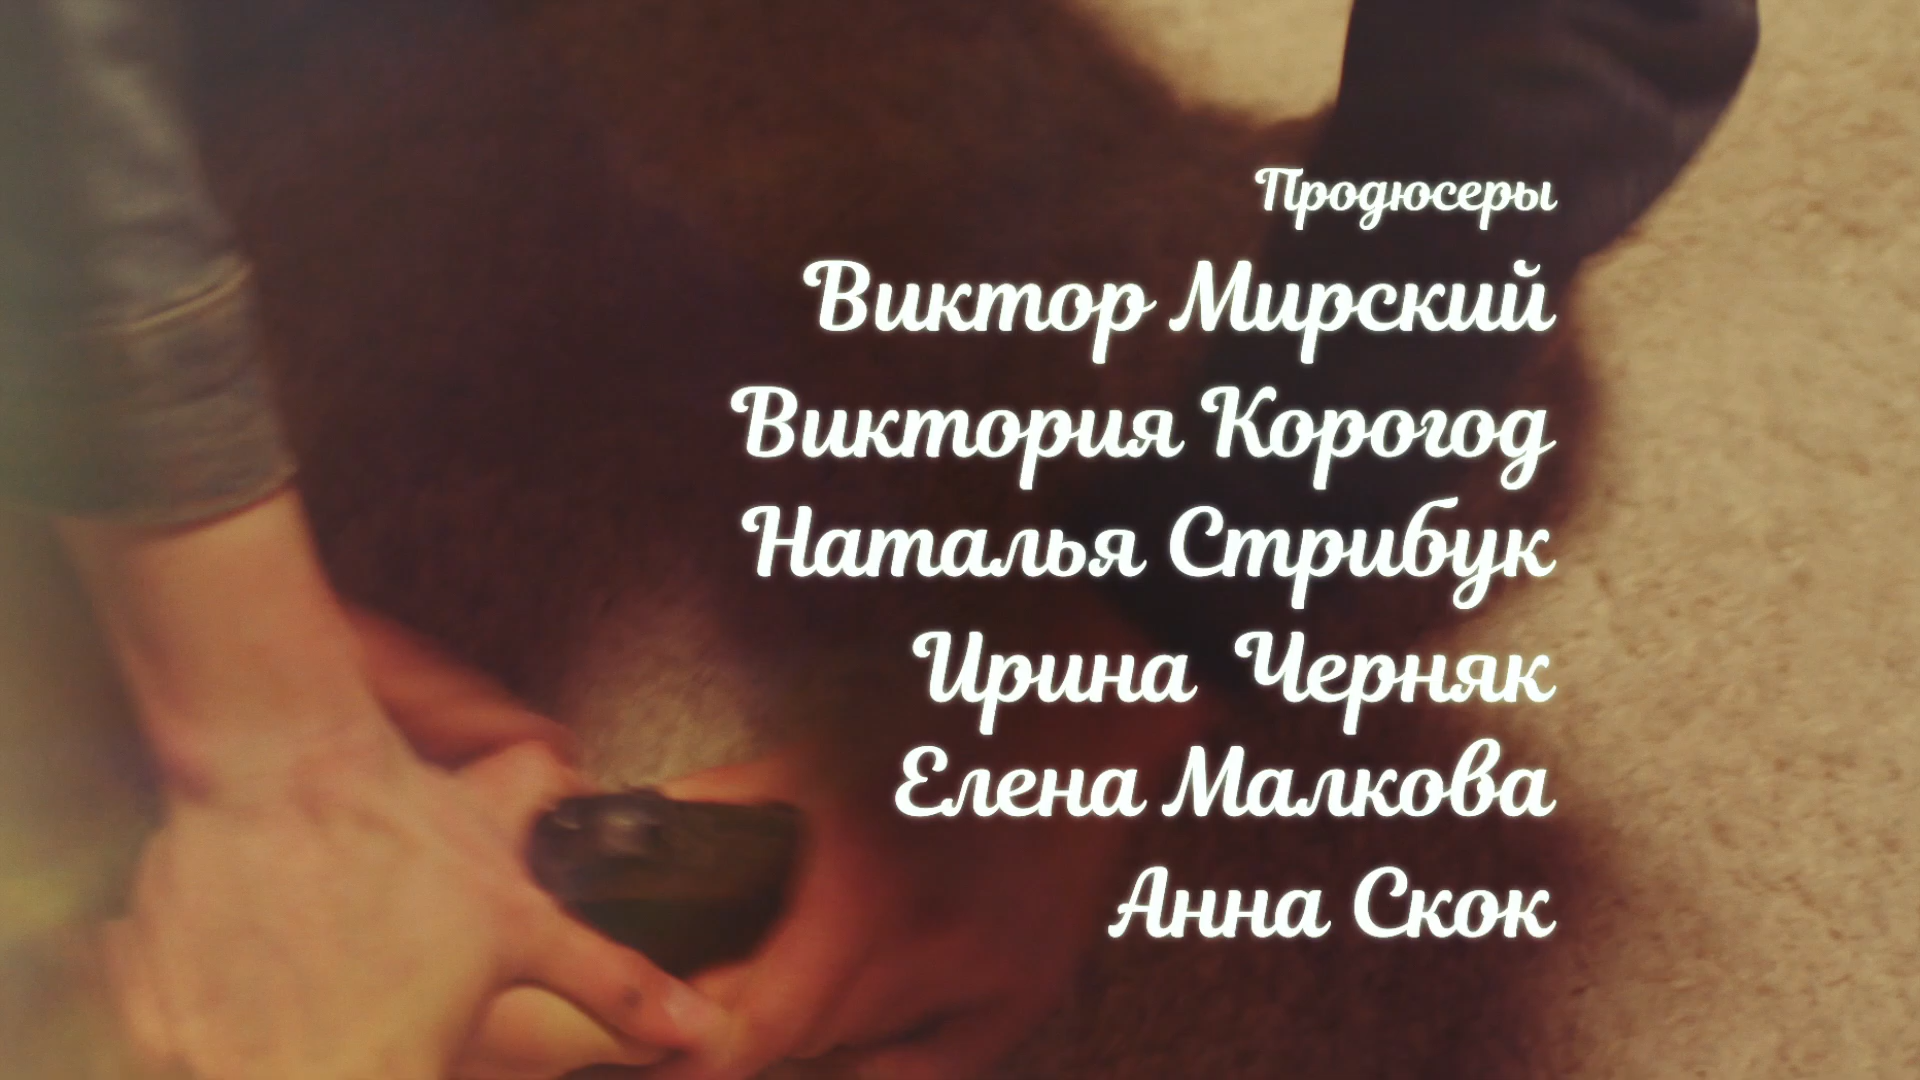 Продюсеры
Виктор Мирский
Виктория Корогод
Наталья Стрибук
Ирина Черняк
Елена Малкова
Анна Скок